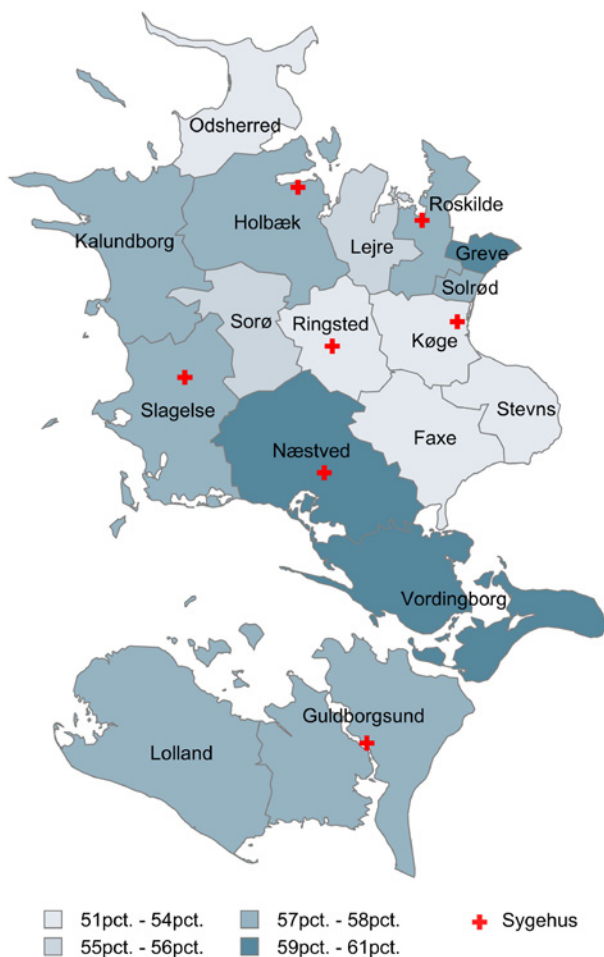 Odsherred
Roskilde
Holbæk
Kalundborg
Lejre
Greve
Solrød
Sorø
Ringsted
Køge
Slagelse
Stevns
Faxe
Næstved
Vordingborg
Guldborgsund
Lolland
51pct. - 54pct.
57pct. - 58pct.
Sygehus
55pct. - 56pct.
59pct. - 61pct.